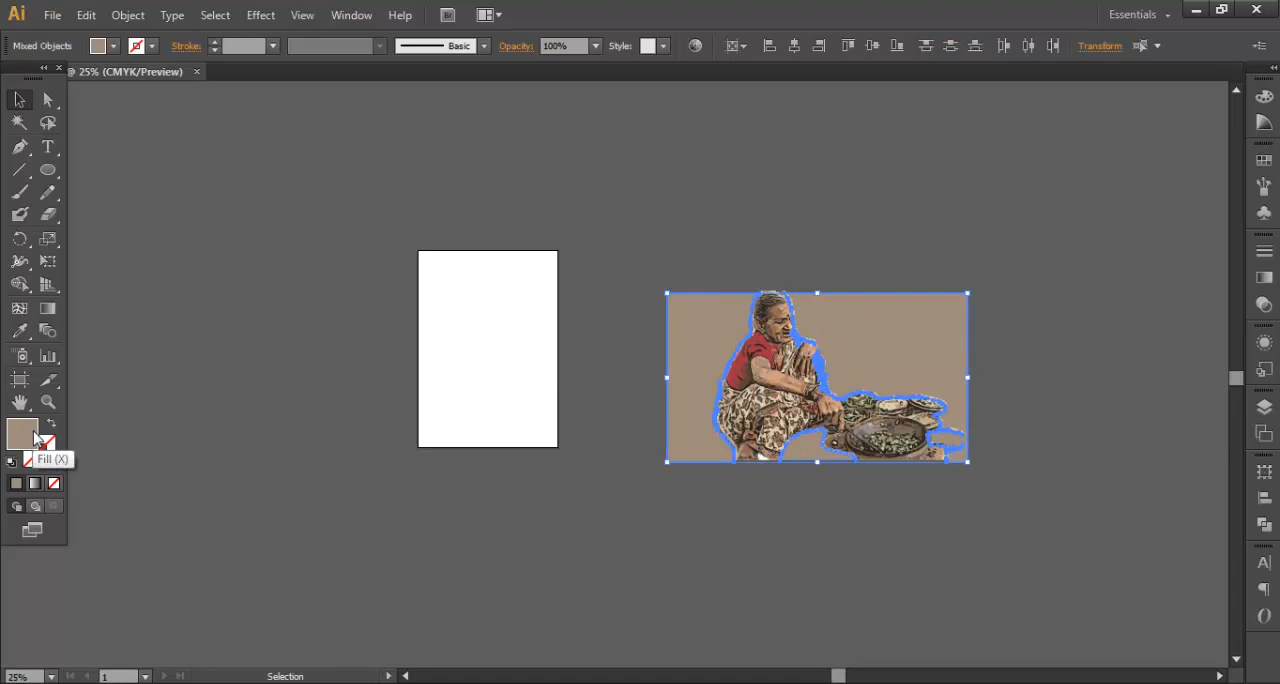 Ai File Edit Object Type Select Effect View Window Help Br Essentials
Mixed Objects Stroke: Basic Opacity: 100% Style: Transform
@ 25% (CMYK/Preview) ×
T
Fill (X)
A
25% 1 Selection